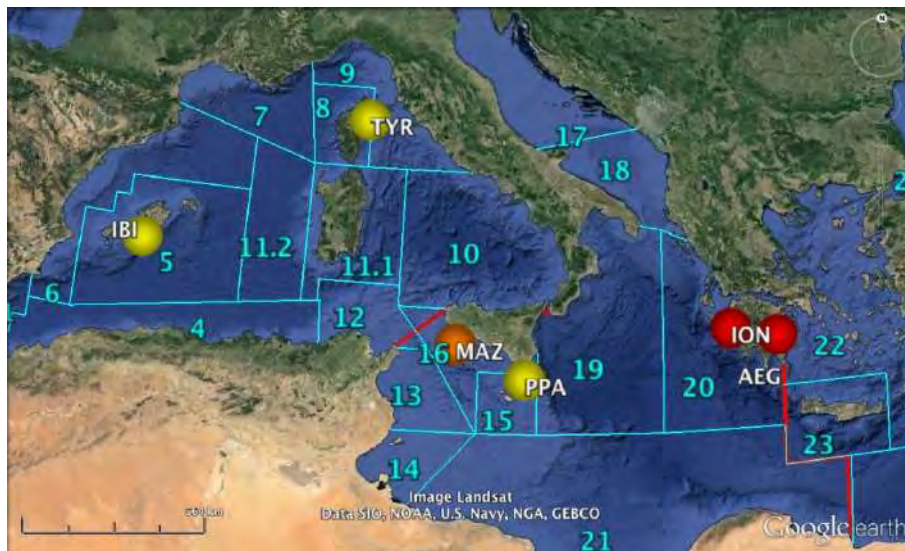 N
9
7
8
TYR
17
18
2
IBI
5
11.2
11.1
10
6
4
12
16
MAZ
ION
22
19
20
AEG
13
PPA
15
23
14
Image Landsat
Data SIO, NOAA, U.S. Navy, NGA, GEBCO
Google earth
21